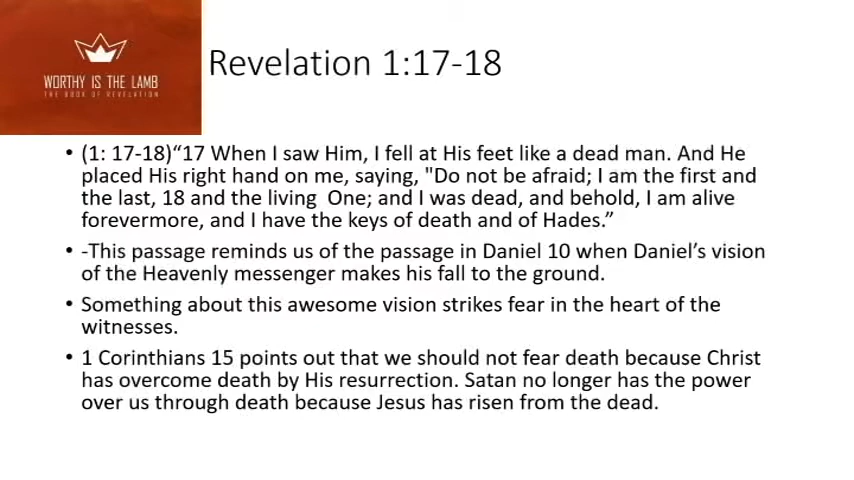 WORTHY IS THE LAMB
THE BOOK OF REVELATION
Revelation 1:17-18
• (1: 17-18)“17 When I saw Him, I fell at His feet like a dead man. And He
placed His right hand on me, saying, "Do not be afraid; I am the first and
the last, 18 and the living  One; and I was dead, and behold, I am alive
forevermore, and I have the keys of death and of Hades.”
• -This passage reminds us of the passage in Daniel 10 when Daniel’s vision
of the Heavenly messenger makes his fall to the ground.
• Something about this awesome vision strikes fear in the heart of the
witnesses.
• 1 Corinthians 15 points out that we should not fear death because Christ
has overcome death by His resurrection. Satan no longer has the power
over us through death because Jesus has risen from the dead.